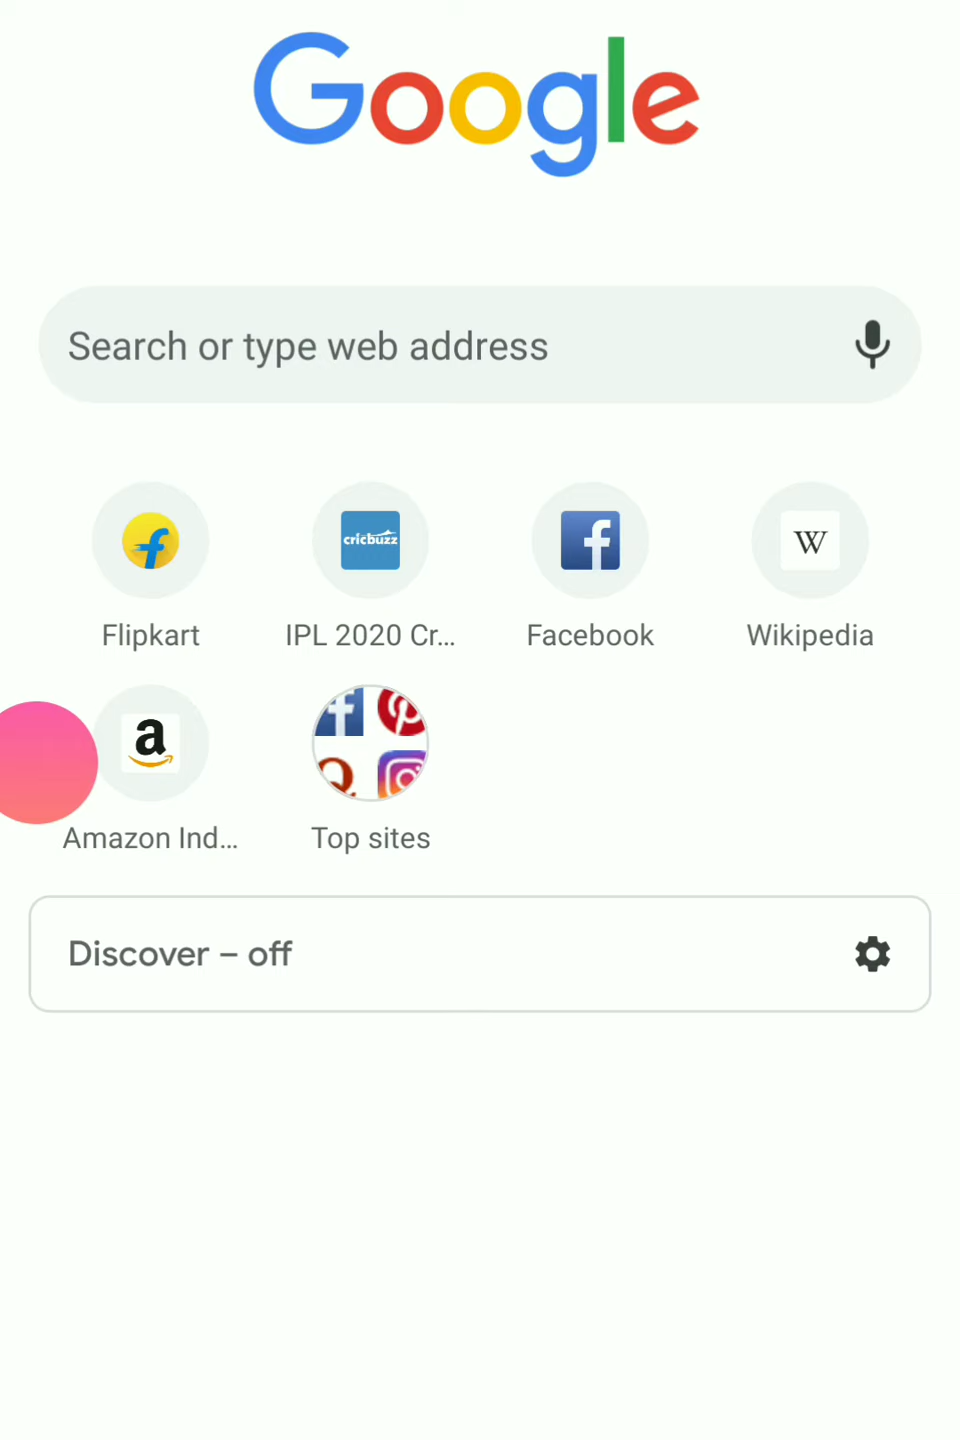 Google
Search or type web address
cricbuzz
W
Flipkart
IPL 2020 Cr...
Facebook
Wikipedia
a
Amazon Ind...
Top sites
Discover – off